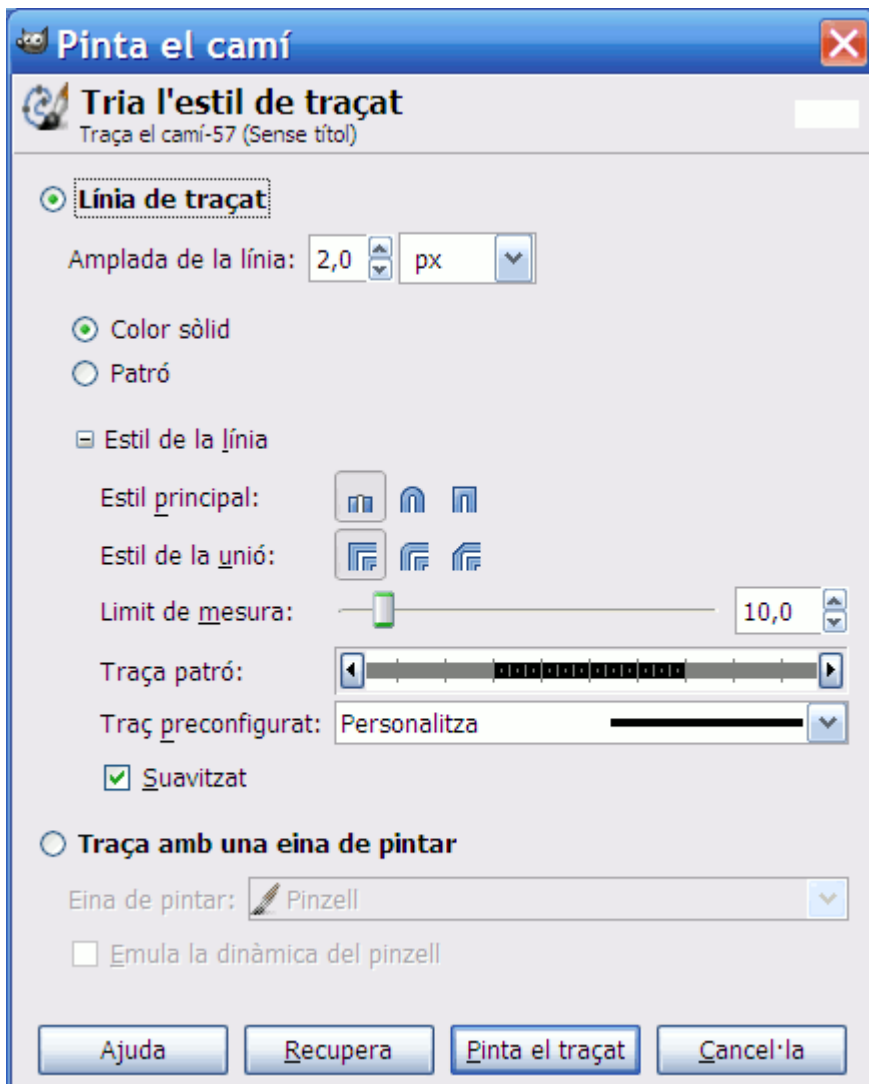 Pinta el camí
Tria l'estil de traçat
Traça el camí-57 (Sense títol)
Línia de traçat
Amplada de la línia: 2,0 px
Color sòlid
Patró
Estil de la línia
Estil principal:
Estil de la unió:
Limit de mesura: 10,0
Traça patró:
Traç preconfigurat: Personalitza
Suavitzat
Traça amb una eina de pintar
Eina de pintar: Pinzell
Emula la dinàmica del pinzell
Ajuda Recupera Pinta el traçat Cancel·la